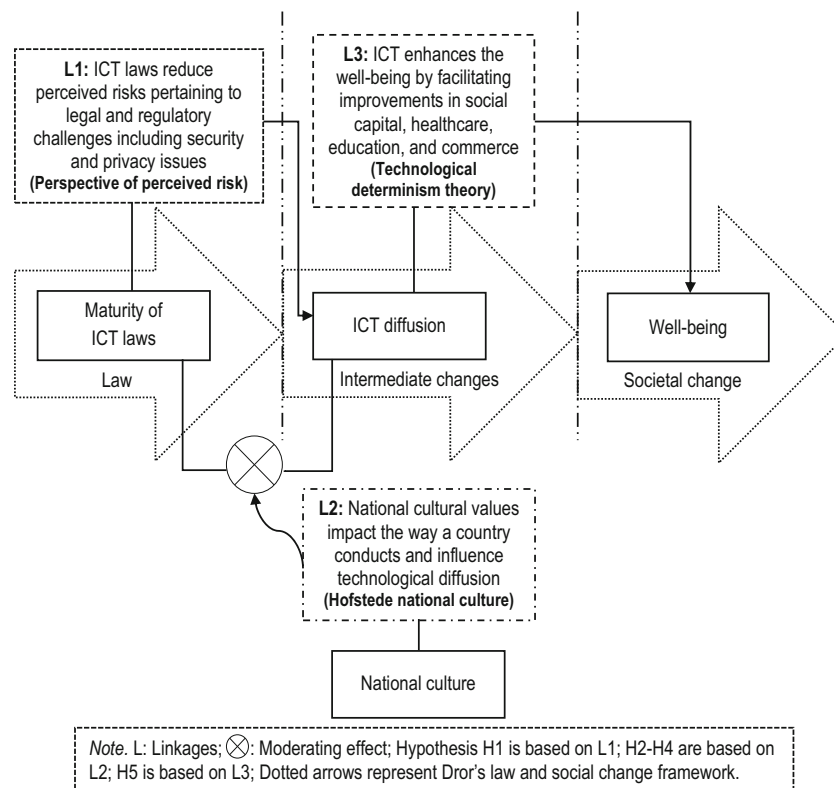 L1: ICT laws reduce
perceived risks pertaining to
legal and regulatory
challenges including security
and privacy issues
(Perspective of perceived risk)
L3: ICT enhances the
well-being by facilitating
improvements in social
capital, healthcare,
education, and commerce
(Technological
determinism theory)
Maturity of
ICT laws
ICT diffusion
Well-being
Law
Intermediate changes
Societal change
L2: National cultural values
impact the way a country
conducts and influence
technological diffusion
(Hofstede national culture)
National culture
Note. L: Linkages; ⨂: Moderating effect; Hypothesis H1 is based on L1; H2-H4 are based on
L2; H5 is based on L3; Dotted arrows represent Dror's law and social change framework.